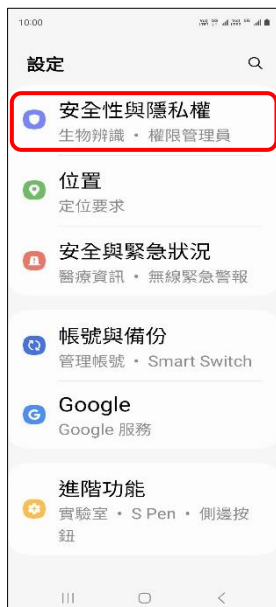 10:00
設定
安全性與隱私權
生物辨識 • 權限管理員
位置
定位要求
安全與緊急狀況
醫療資訊 • 無線緊急警報
帳號與備份
管理帳號 • Smart Switch
Google
Google 服務
進階功能
實驗室 • S Pen • 側邊按
鈕